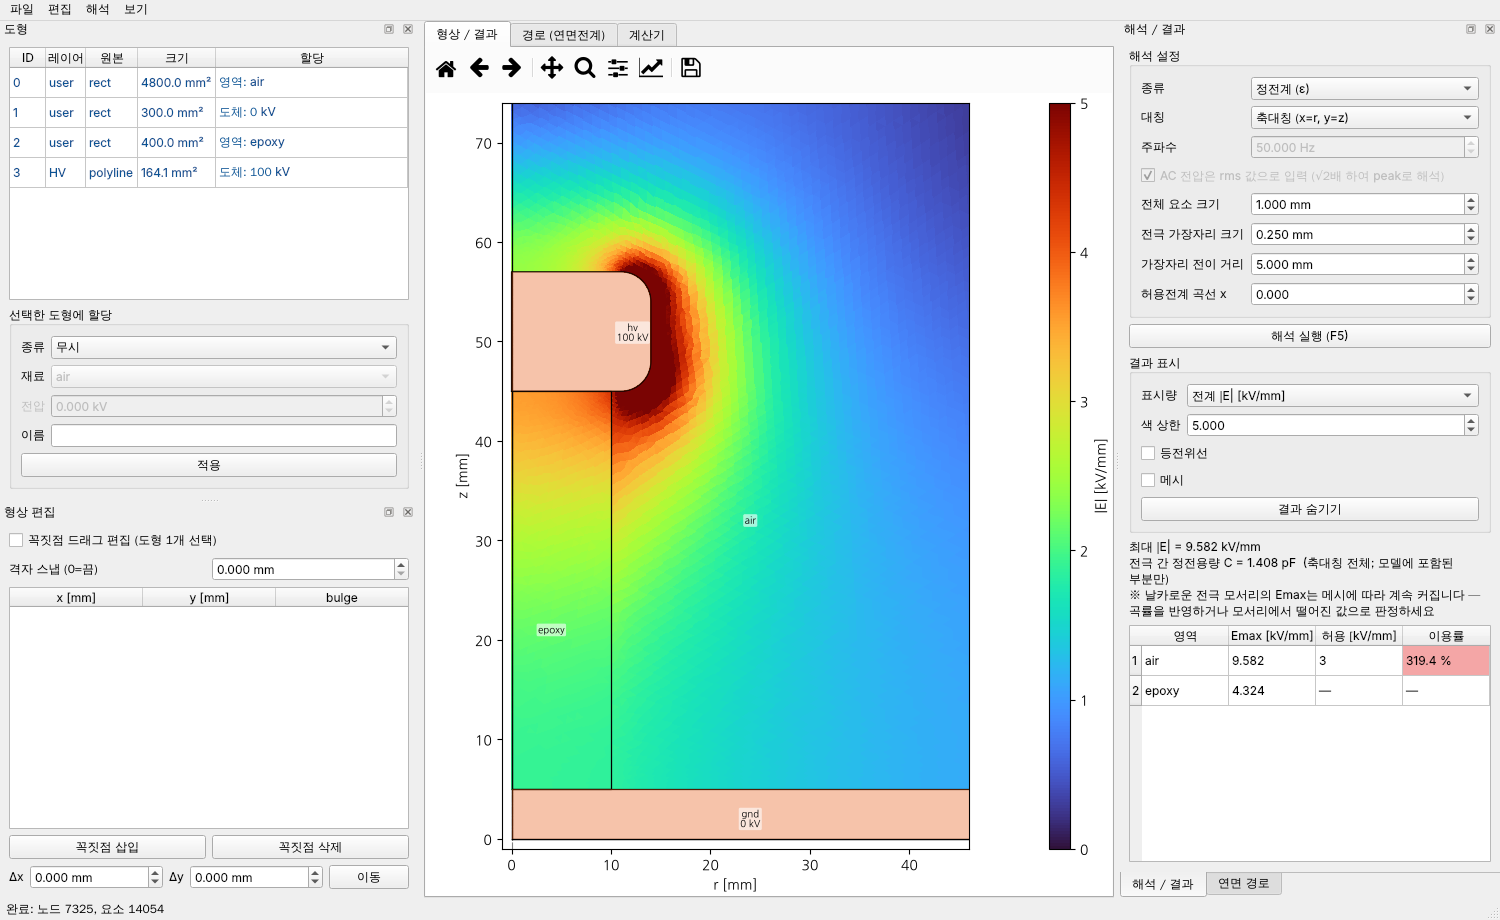 파일 편집 해석 보기
도형
ID 레이어 원본 크기 할당
0 user rect 4800.0 mm² 영역: air
1 user rect 300.0 mm² 도체: 0 kV
2 user rect 400.0 mm² 영역: epoxy
3 HV polyline 164.1 mm² 도체: 100 kV
선택한 도형에 할당
종류 무시
재료 air
전압 0.000 kV
이름
적용
형상 편집
꼭짓점 드래그 편집 (도형 1개 선택)
격자 스냅 (0=끔) 0.000 mm
x [mm] y [mm] bulge
꼭짓점 삽입 꼭짓점 삭제
Δx 0.000 mm Δy 0.000 mm 이동
완료: 노드 7325, 요소 14054
형상 / 결과 경로 (연면전계) 계산기
70
60
50
40
30
20
10
0
z [mm]
0 10 20 30 40
r [mm]
hv
100 kV
air
epoxy
gnd
0 kV
5
4
3
2
1
0
|E| [kV/mm]
해석 / 결과
해석 설정
종류 정전계 (ε)
대칭 축대칭 (x=r, y=z)
주파수 50.000 Hz
AC 전압은 rms 값으로 입력 (√2배 하여 peak로 해석)
전체 요소 크기 1.000 mm
전극 가장자리 크기 0.250 mm
가장자리 전이 거리 5.000 mm
허용전계 곡선 x 0.000
해석 실행 (F5)
결과 표시
표시량 전계 |E| [kV/mm]
색 상한 5.000
등전위선
메시
결과 숨기기
최대 |E| = 9.582 kV/mm
전극 간 정전용량 C = 1.408 pF (축대칭 전체; 모델에 포함된
부분만)
※ 날카로운 전극 모서리의 Emax는 메시에 따라 계속 커집니다 —
곡률을 반영하거나 모서리에서 떨어진 값으로 판정하세요
영역 Emax [kV/mm] 허용 [kV/mm] 이용률
1 air 9.582 3 319.4 %
2 epoxy 4.324 — —
해석 / 결과 연면 경로